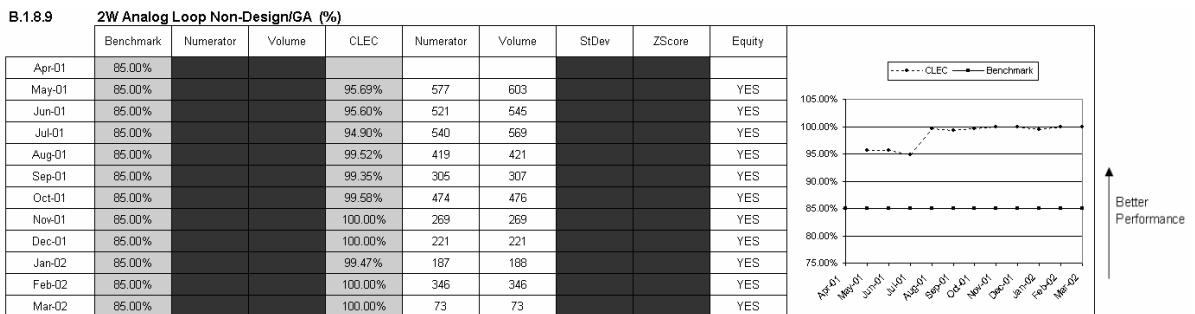 B.1.8.9 2W Analog Loop Non-Design/GA (%)
Benchmark Numerator Volume CLEC Numerator Volume StDev ZScore Equity
Apr-01 85.00%
May-01 85.00% 95.69% 577 603 YES
Jun-01 85.00% 95.60% 521 545 YES
Jul-01 85.00% 94.90% 540 569 YES
Aug-01 85.00% 99.52% 419 421 YES
Sep-01 85.00% 99.35% 305 307 YES
Oct-01 85.00% 99.58% 474 476 YES
Nov-01 85.00% 100.00% 269 269 YES
Dec-01 85.00% 100.00% 221 221 YES
Jan-02 85.00% 99.47% 187 188 YES
Feb-02 85.00% 100.00% 346 346 YES
Mar-02 85.00% 100.00% 73 73 YES
CLEC Benchmark
105.00%
100.00%
95.00%
90.00%
85.00%
80.00%
75.00%
Apr-01 May-01 Jun-01 Jul-01 Aug-01 Sep-01 Oct-01 Nov-01 Dec-01 Jan-02 Feb-02 Mar-02
Better
Performance